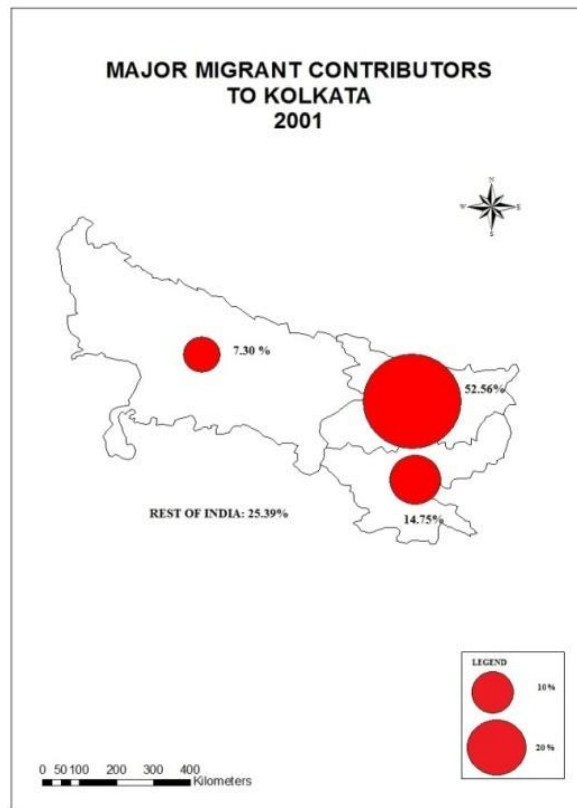 MAJOR MIGRANT CONTRIBUTORS
TO KOLKATA
2001
N
W E
S
7.30 %
52.56%
14.75%
REST OF INDIA: 25.39%
LEGEND
10%
20%
0 50 100 200 300 400
Kilometers